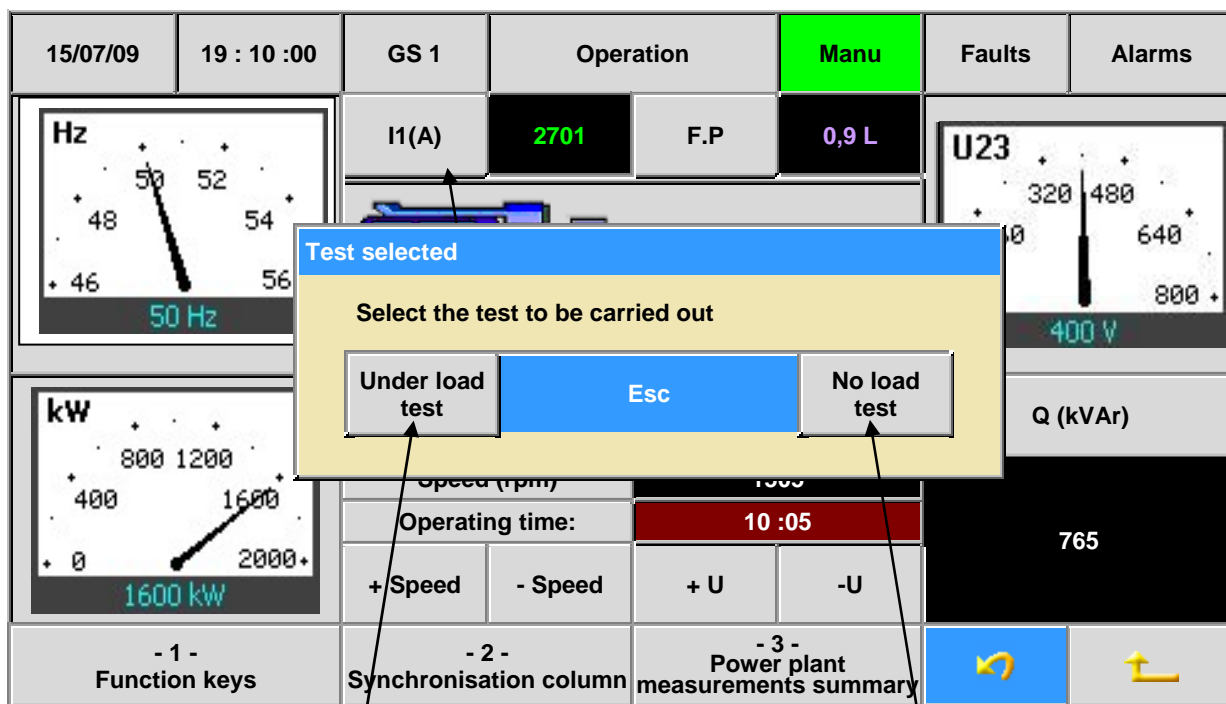 15/07/09
19 : 10 :00
GS 1
Operation
Manu
Faults
Alarms
Hz
46
48
50
52
54
56
50 Hz
I1(A)
2701
F.P
0,9 L
U23
320
480
640
800
400 V
Test selected
Select the test to be carried out
Under load
test
Esc
No load
test
kW
0
400
800
1200
1600
2000
1600 kW
Speed (rpm)
Operating time:
10 :05
+ Speed
- Speed
+ U
-U
Q (kVAr)
765
- 1 -
Function keys
- 2 -
Synchronisation column
- 3 -
Power plant
measurements summary